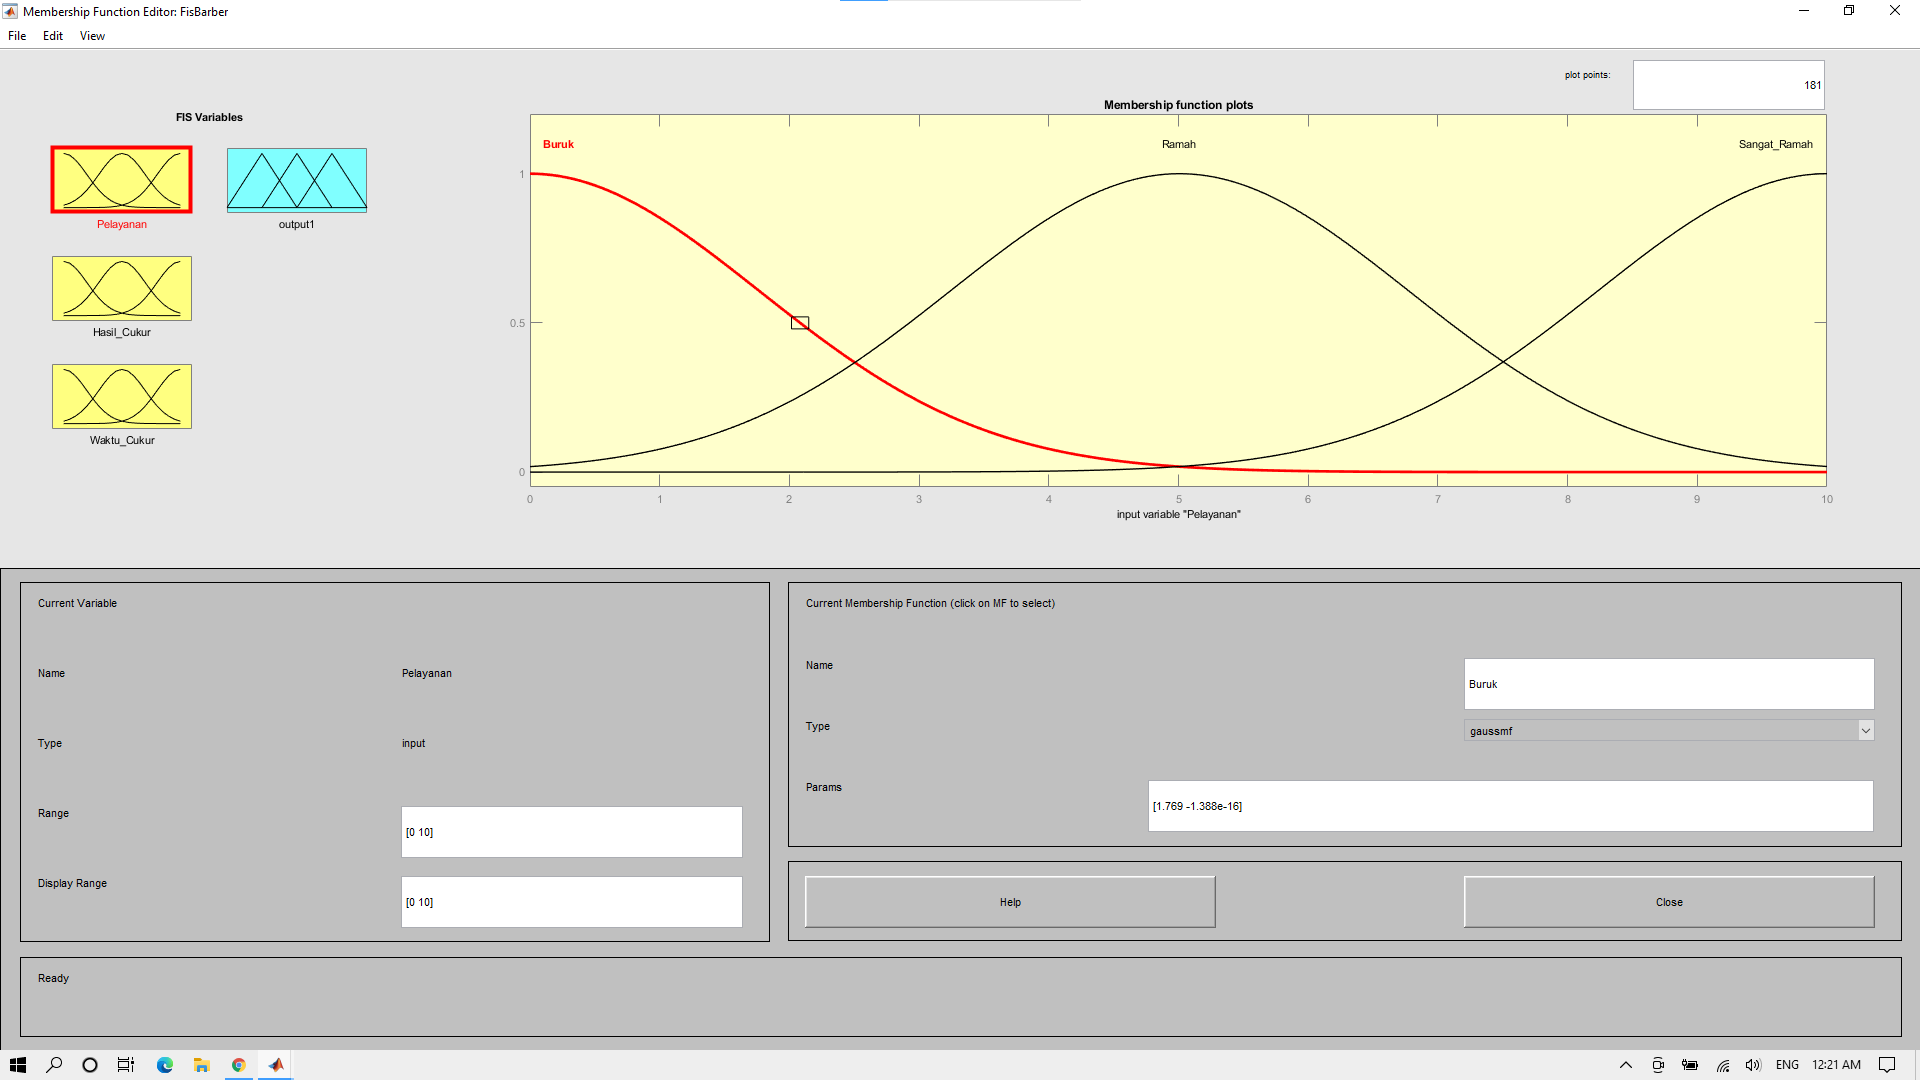 Membership Function Editor: FisBarber
File Edit View
plot points:
181
FIS Variables
Membership function plots
Buruk
Ramah
Sangat_Ramah
1
0.5
0
0 1 2 3 4 5 6 7 8 9 10
input variable "Pelayanan"
Pelayanan
output1
Hasil_Cukur
Waktu_Cukur
Current Variable
Name Pelayanan
Type input
Range [0 10]
Display Range [0 10]
Current Membership Function (click on MF to select)
Name Buruk
Type gaussmf
Params [1.769 -1.388e-16]
Help
Close
Ready
ENG 12:21 AM